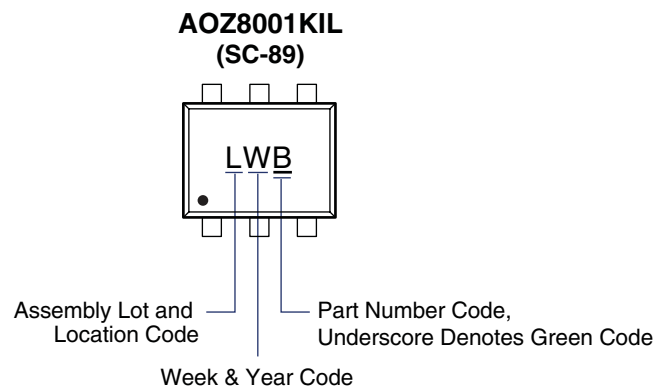 AOZ8001KIL
(SC-89)
LWB
Assembly Lot and
Location Code
Part Number Code,
Underscore Denotes Green Code
Week & Year Code